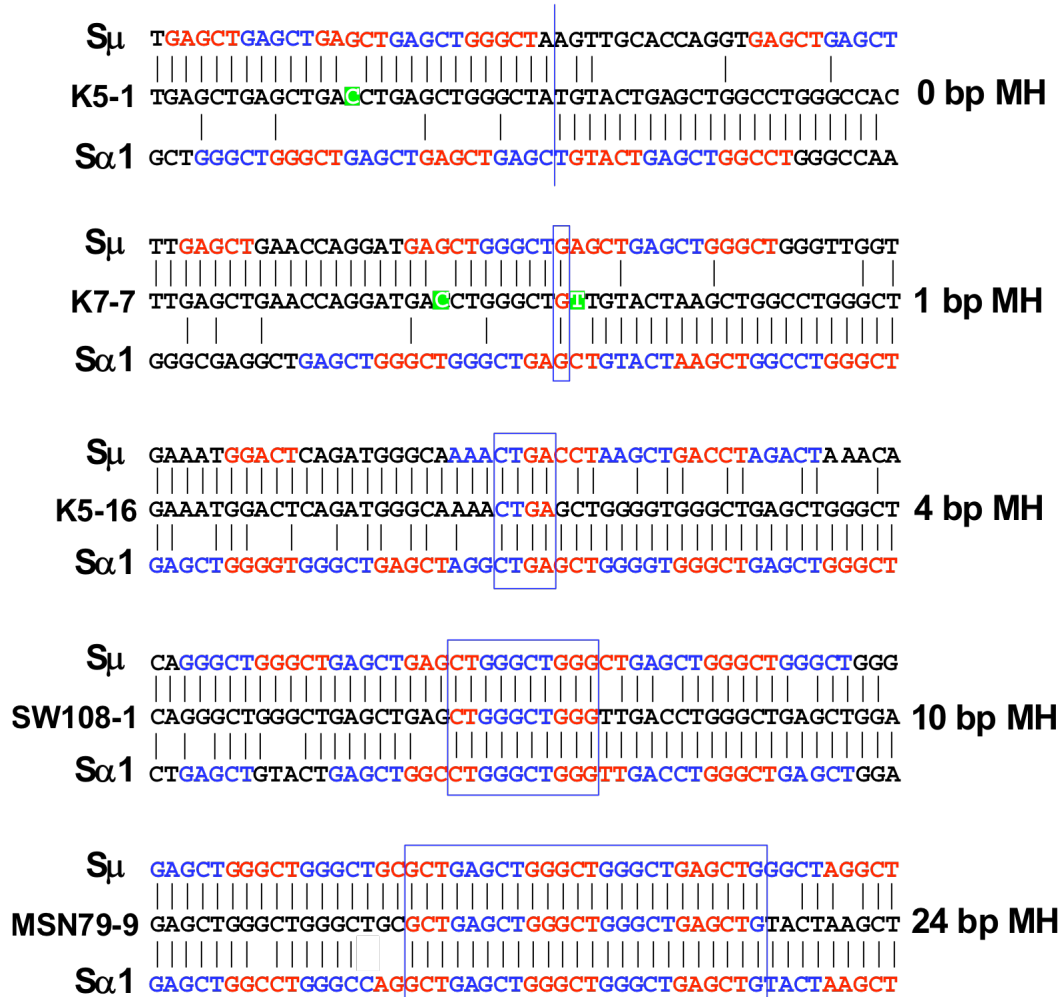 Sμ TGAGCTGAGCTGAGCTGAGCTGGGCTAAGTTGCACCAGGTGAGCTGAGCT
K5-1 TGAGCTGAGCTGACCTGAGCTGGGCTATGTACTGAGCTGGCCTGGGCCAC 0 bp MH
Sα1 GCTGGGCTGGGCTGAGCTGAGCTGAGCTGTACTGAGCTGGCCTGGGCCAA
Sμ TTGAGCTGAACCAGGATGAGCTGGGCTGAGCTGAGCTGGGCTGGGTTGGT
K7-7 TTGAGCTGAACCAGGATGACCTGGGCTGTTGTACTAAGCTGGCCTGGGCT 1 bp MH
Sα1 GGGCGAGGCTGAGCTGGGCTGGGCTGAGCTGTACTAAGCTGGCCTGGGCT
Sμ GAAATGGACTCAGATGGGCAAAACTGACCTAAGCTGACCTAGACTAAACA
K5-16 GAAATGGACTCAGATGGGCAAAACTGAGCTGGGGTGGGCTGAGCTGGGCT 4 bp MH
Sα1 GAGCTGGGGTGGGCTGAGCTAGGCTGAGCTGGGGTGGGCTGAGCTGGGCT
Sμ CAGGGCTGGGCTGAGCTGAGCTGGGCTGGGCTGAGCTGGGCTGGGCTGGG
SW108-1 CAGGGCTGGGCTGAGCTGAGCTGGGCTGGGTTGACCTGGGCTGAGCTGGA 10 bp MH
Sα1 CTGAGCTGTACTGAGCTGGCCTGGGCTGGGTTGACCTGGGCTGAGCTGGA
Sμ GAGCTGGGCTGGGCTGCGCTGAGCTGGGCTGGGCTGAGCTGGGCTAGGCT
MSN79-9 GAGCTGGGCTGGGCTGCGCTGAGCTGGGCTGGGCTGAGCTGTACTAAGCT 24 bp MH
Sα1 GAGCTGGCCTGGGCCAGGCTGAGCTGGGCTGGGCTGAGCTGTACTAAGCT